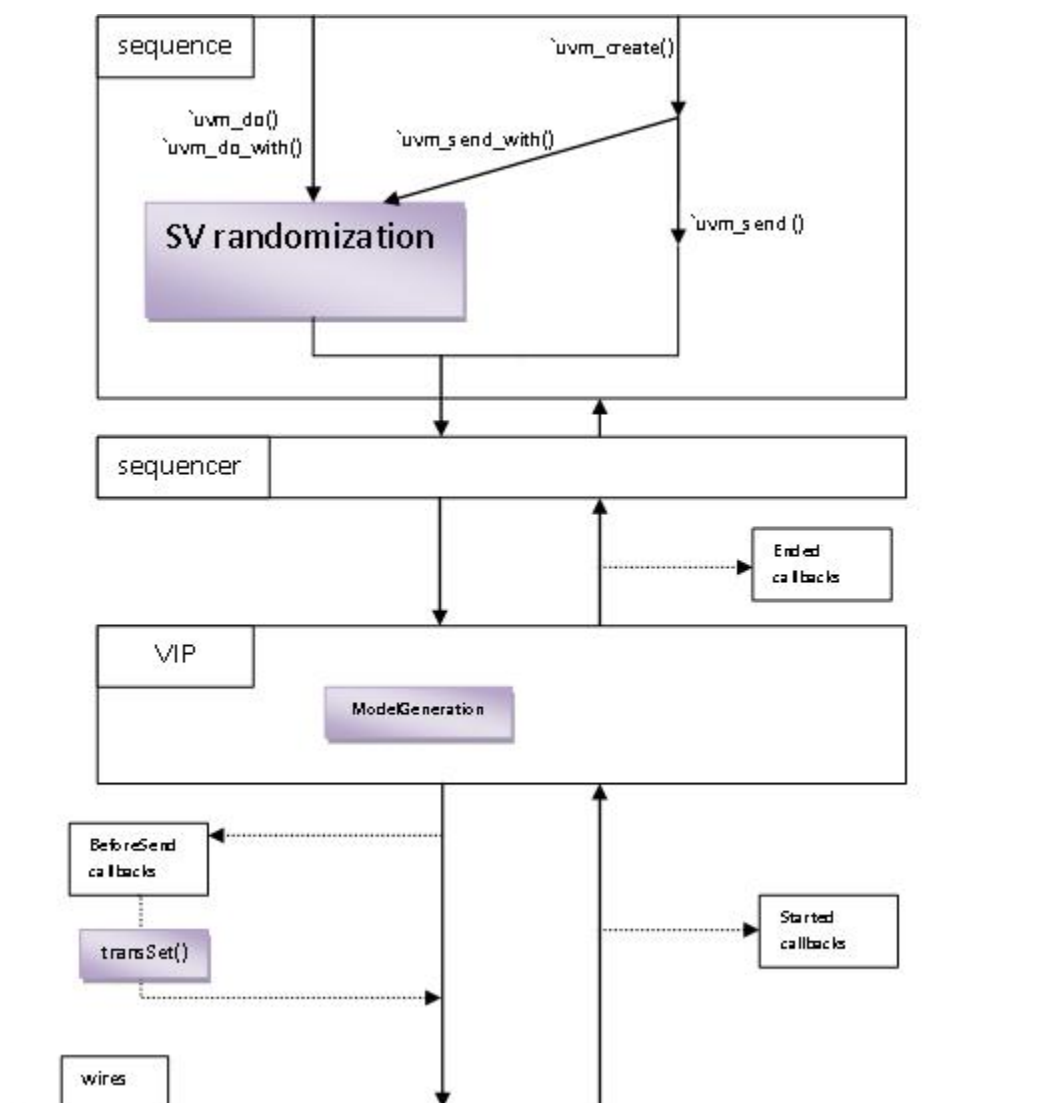 sequence
`uvm_create()
`uvm_do()
`uvm_do_with()
`uvm_send_with()
`uvm_send ()
SV randomization
sequencer
Ended
callbacks
VIP
ModelGeneration
BeforeSend
callbacks
Started
callbacks
transSet()
wires